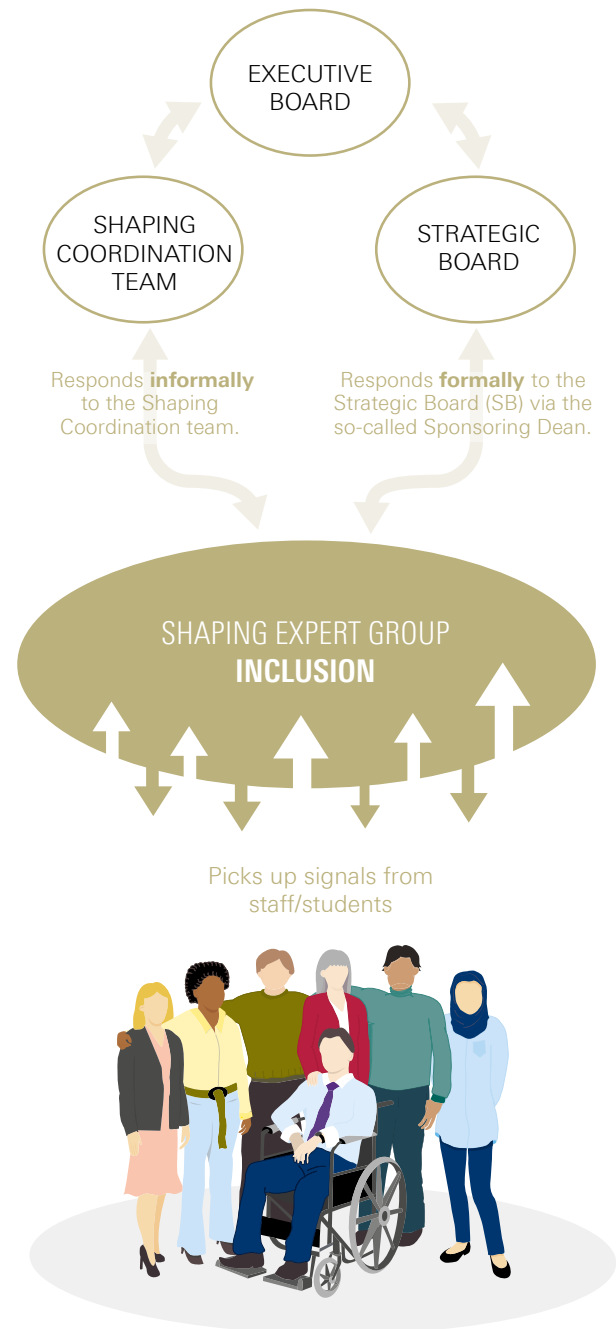 EXECUTIVE
BOARD
SHAPING
COORDINATION
TEAM
STRATEGIC
BOARD
Responds informally
to the Shaping
Coordination team.
Responds formally to the
Strategic Board (SB) via the
so-called Sponsoring Dean.
SHAPING EXPERT GROUP
INCLUSION
Picks up signals from
staff/students